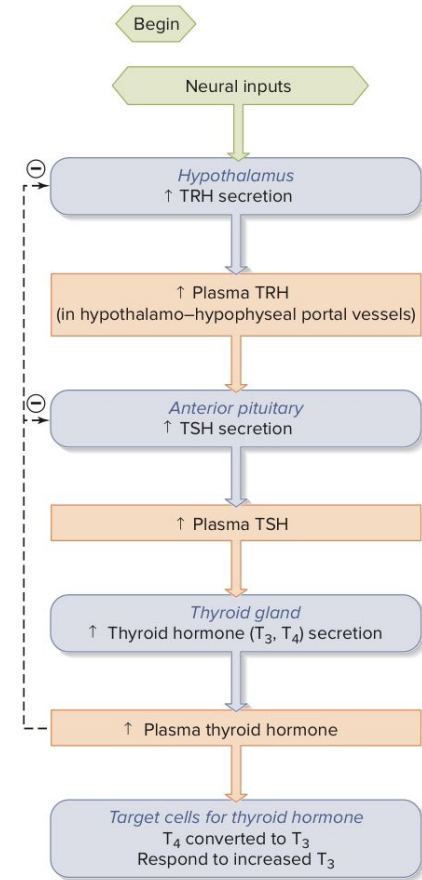 Begin
Neural inputs
⊖
Hypothalamus
↑ TRH secretion
↑ Plasma TRH
(in hypothalamo–hypophyseal portal vessels)
⊖
Anterior pituitary
↑ TSH secretion
↑ Plasma TSH
Thyroid gland
↑ Thyroid hormone (T₃, T₄) secretion
↑ Plasma thyroid hormone
Target cells for thyroid hormone
T₄ converted to T₃
Respond to increased T₃